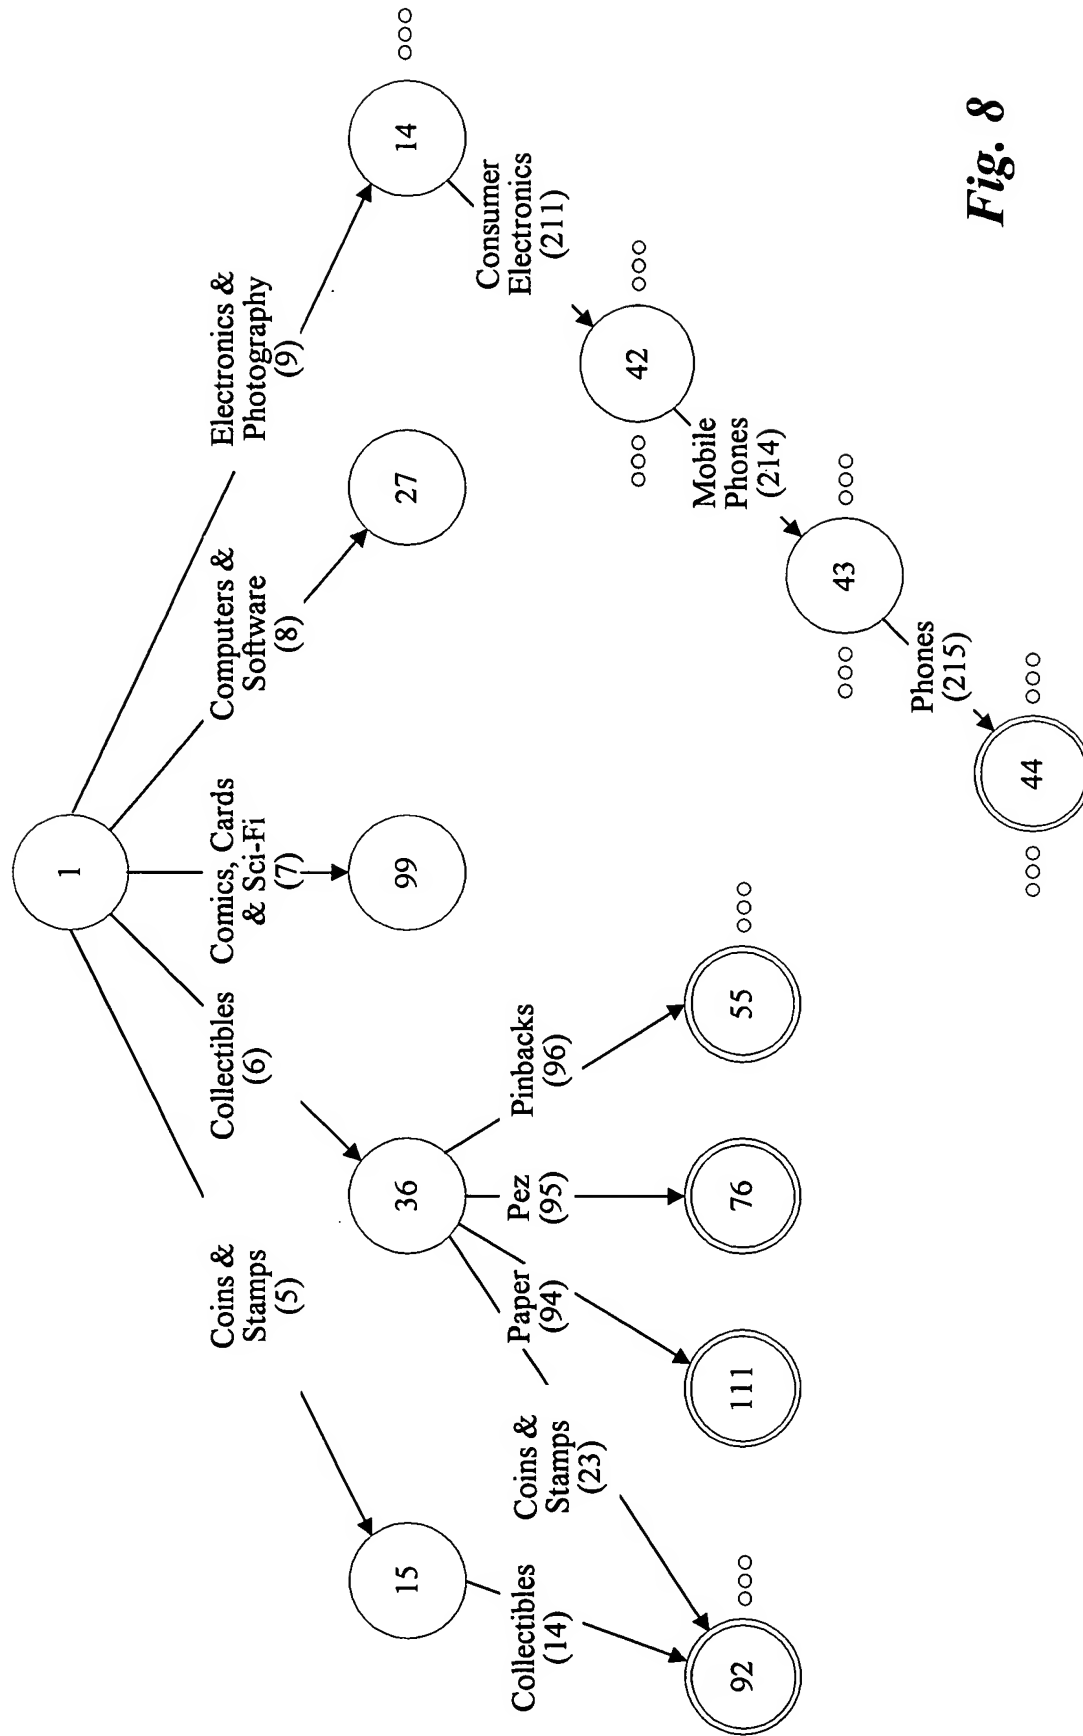 1
Coins &
Stamps
(5)
Collectibles
(6)
Comics, Cards
& Sci-Fi
(7)
Computers &
Software
(8)
Electronics &
Photography
(9)
15
36
99
27
14
Collectibles
(14)
Coins &
Stamps
(23)
Paper
(94)
Pez
(95)
Pinbacks
(96)
Consumer
Electronics
(211)
42
Mobile
Phones
(214)
43
Phones
(215)
44
92
111
76
55
Fig. 8